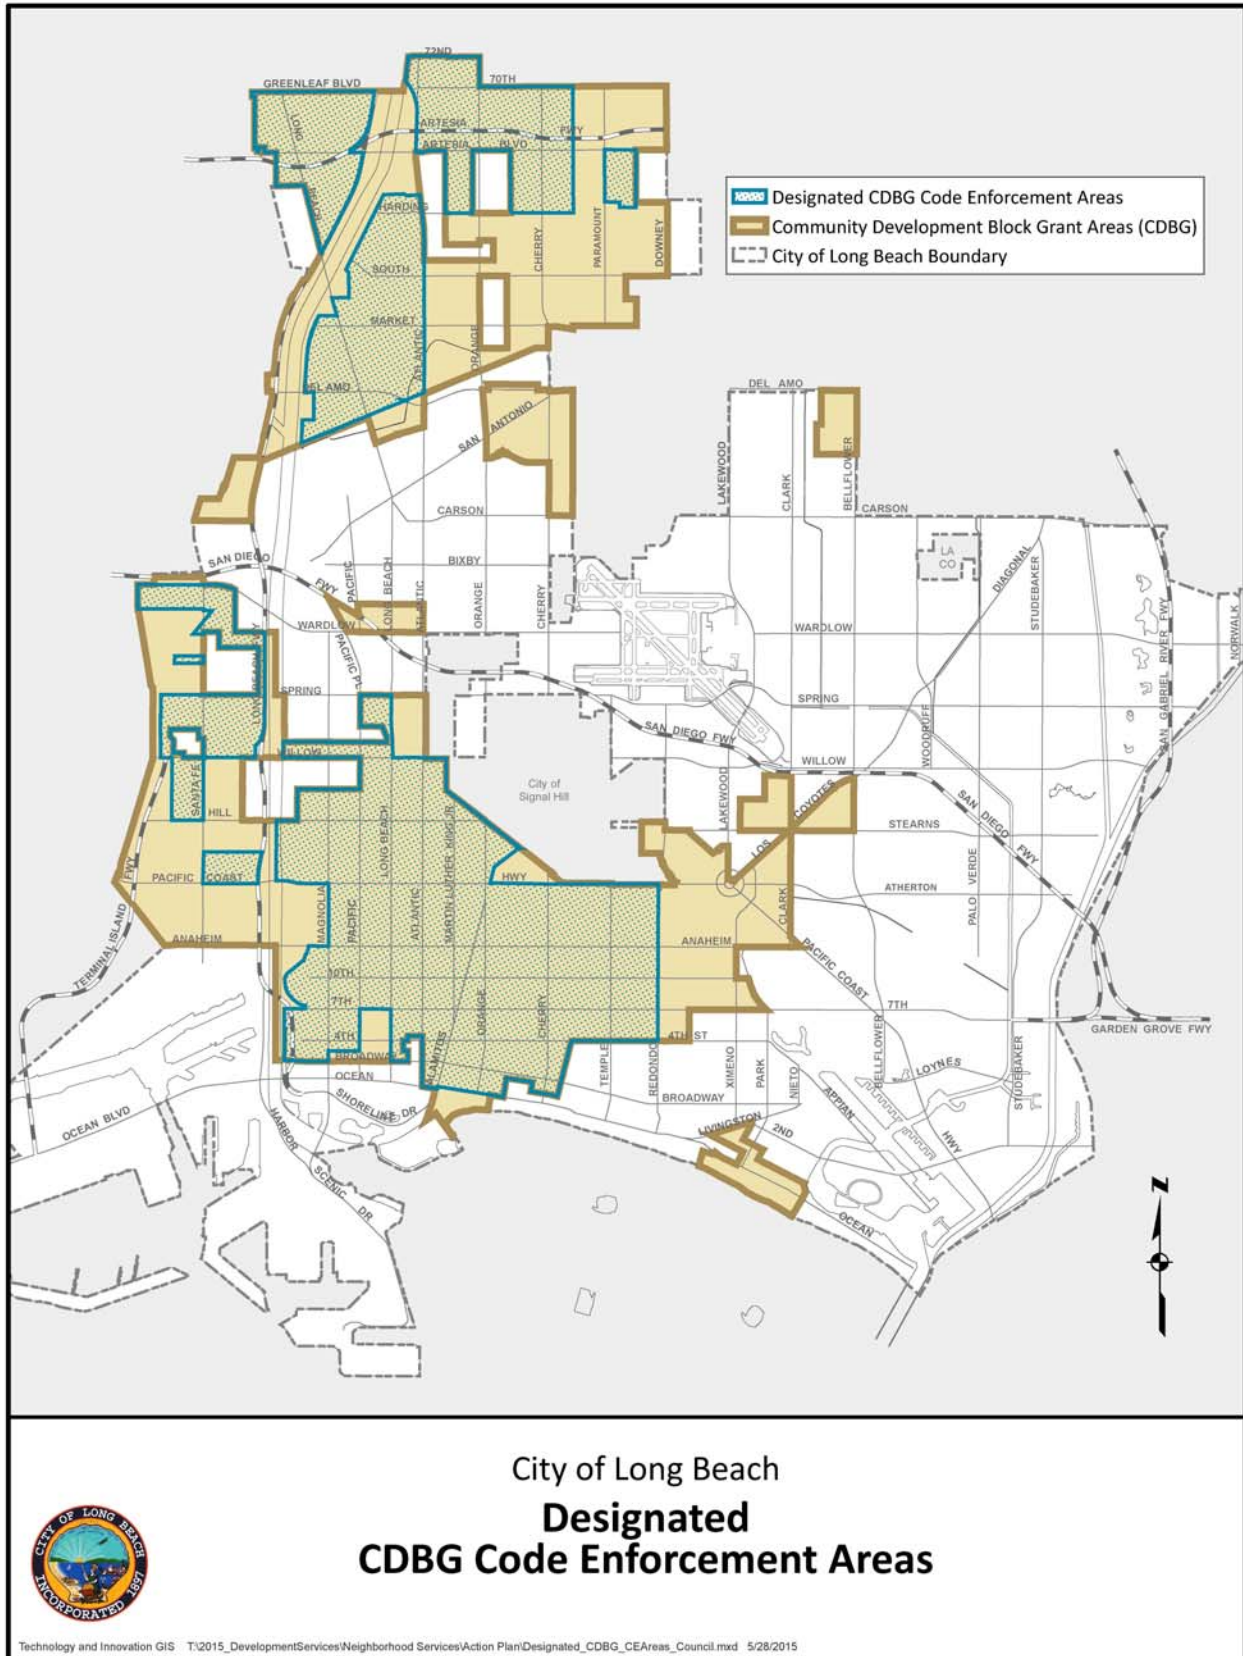 72ND
GREENLEAF BLVD
70TH
LONG
BEACH
ARTESIA
FWY
ARTESIA BLVD
HARDING
CHERRY
PARAMOUNT
DOWNEY
SOUTH
MARKET
ATLANTIC
ORANGE
DEL AMO
Designated CDBG Code Enforcement Areas
Community Development Block Grant Areas (CDBG)
City of Long Beach Boundary
DEL AMO
SAN ANTONIO
LAKEWOOD
CLARK
BELLFLOWER
CARSON
CARSON
LA
CO
DIAGONAL
STUDEBAKER
SAN DIEGO
FWY
BIXBY
PACIFIC
LONG BEACH
ATLANTIC
ORANGE
CHERRY
WARDLOW
WARDLOW
SAN GABRIEL RIVER FWY
NORWALK
PACIFIC PL
SPRING
SPRING
SAN DIEGO FWY
WOODRUFF
WILLOW
WILLOW
City of
Signal Hill
SANTA FE
HILL
LAKEWOOD
LOS COYOTES
STEARNS
SAN DIEGO FWY
PALO VERDE
LONG BEACH
MARTIN LUTHER KING JR
PACIFIC COAST
HWY
ATHERTON
MAGNOLIA
PACIFIC
ATLANTIC
CLARK
TERMINAL ISLAND FWY
ANAHEIM
ANAHEIM
PACIFIC COAST
HWY
10TH
7TH
7TH
ORANGE
CHERRY
4TH
4TH ST
GARDEN GROVE FWY
BROADWAY
ALAMITOS
OCEAN
TEMPLE
REDONDO
XIMENO
PARK
NIETO
BELLFLOWER
LOYNES
STUDEBAKER
APPIAN
SHORELINE DR
BROADWAY
OCEAN BLVD
HARBOR
SCENIC
DR
LIVINGSTON
2ND
OCEAN
N
City of Long Beach
Designated
CDBG Code Enforcement Areas
CITY OF LONG BEACH
INCORPORATED 1897
Technology and Innovation GIS T:\2015_DevelopmentServices\Neighborhood Services\Action Plan\Designated_CDBG_CEAreas_Council.mxd 5/28/2015